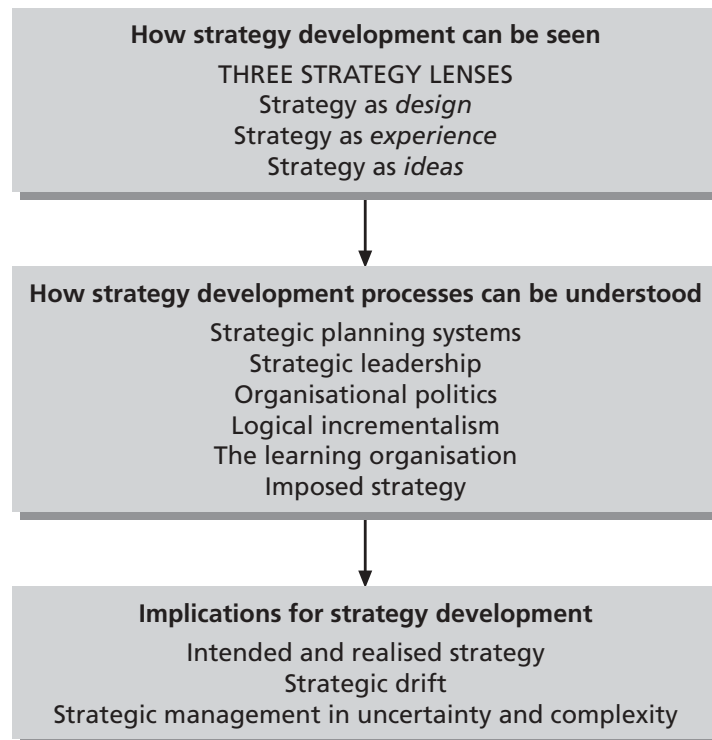 How strategy development can be seen
THREE STRATEGY LENSES
Strategy as design
Strategy as experience
Strategy as ideas
How strategy development processes can be understood
Strategic planning systems
Strategic leadership
Organisational politics
Logical incrementalism
The learning organisation
Imposed strategy
Implications for strategy development
Intended and realised strategy
Strategic drift
Strategic management in uncertainty and complexity